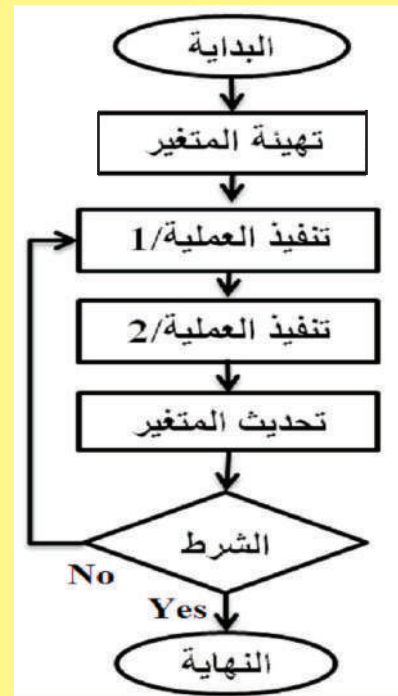 البداية
تهيئة المتغير
تنفيذ العملية/1
تنفيذ العملية/2
تحديث المتغير
الشرط
No
Yes
النهاية